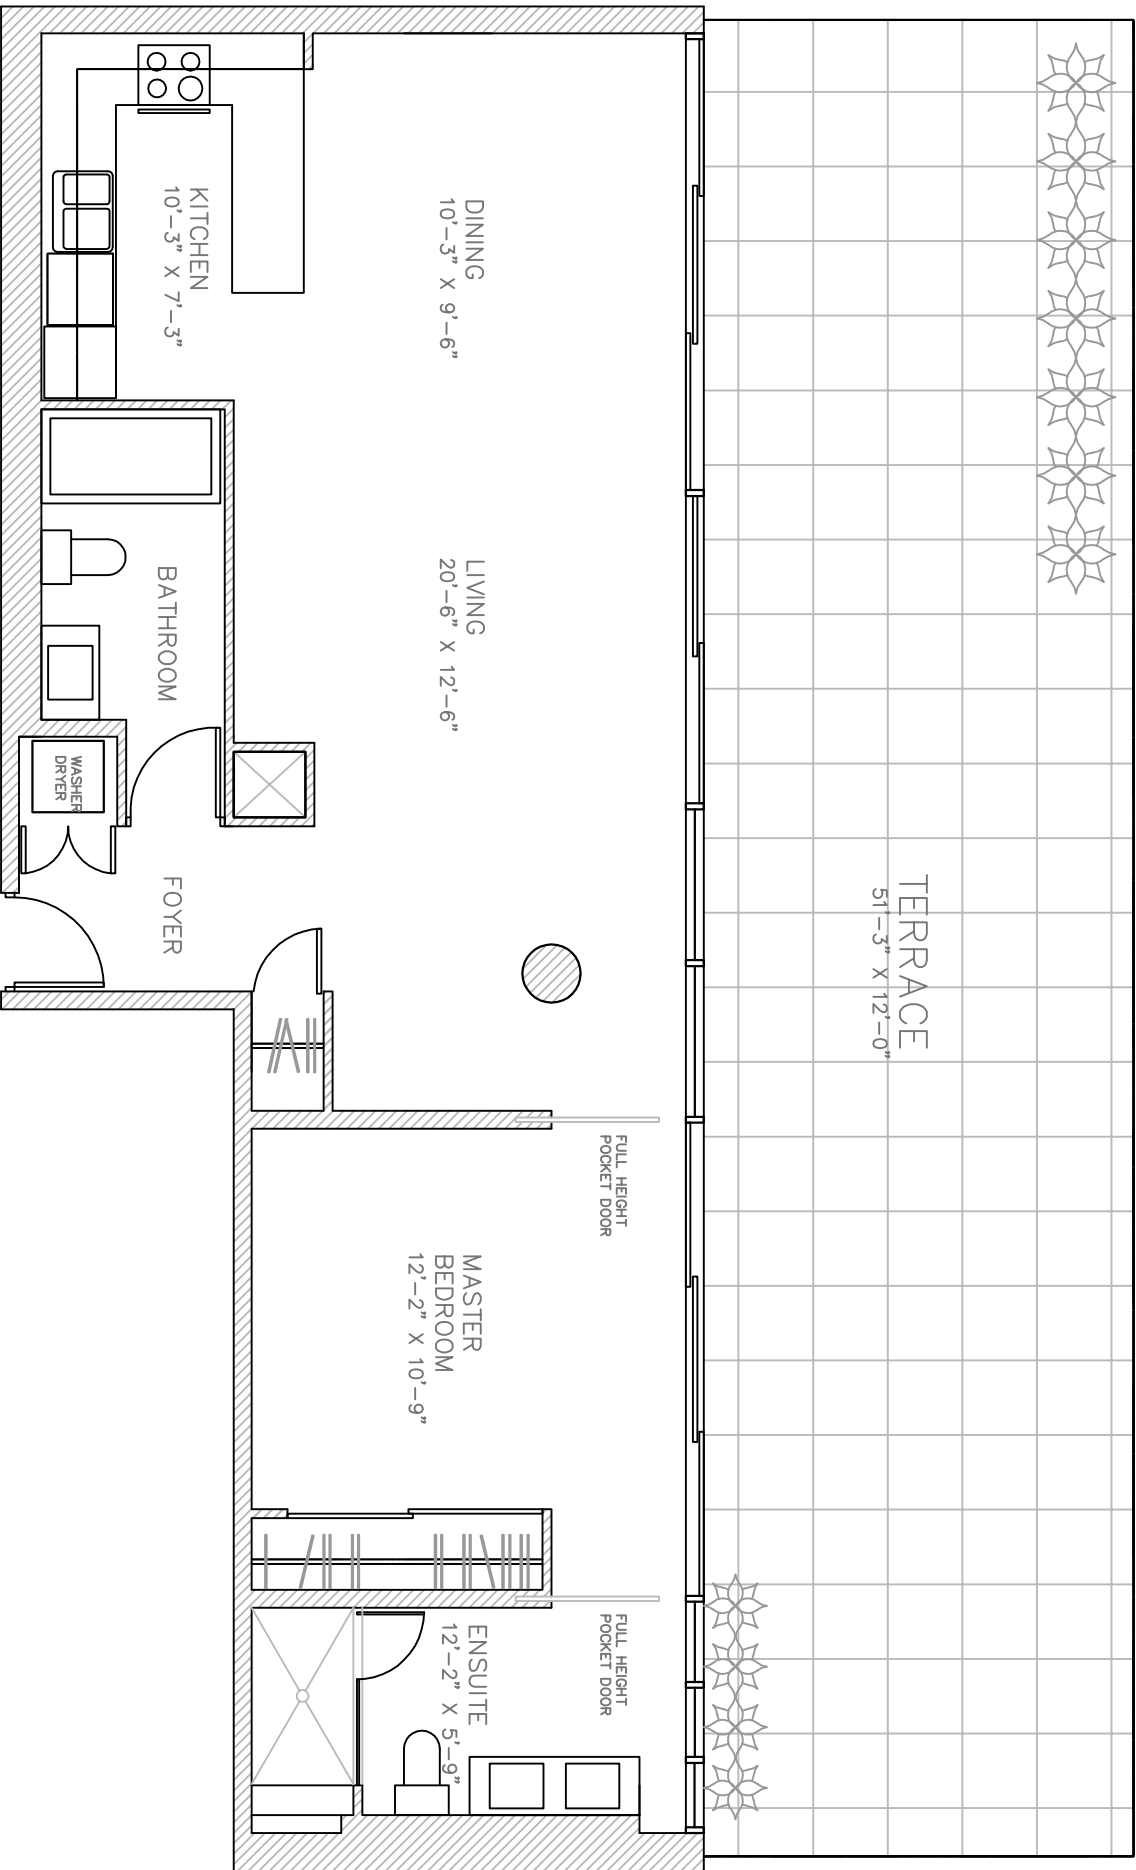 KITCHEN
10'-3" X 7'-3"
DINING
10'-3" X 9'-6"
LIVING
20'-6" X 12'-6"
BATHROOM
WASHER
DRYER
FOYER
TERRACE
51'-3" X 12'-0"
FULL HEIGHT
POCKET DOOR
MASTER
BEDROOM
12'-2" X 10'-9"
FULL HEIGHT
POCKET DOOR
ENSUITE
12'-2" X 5'-9"